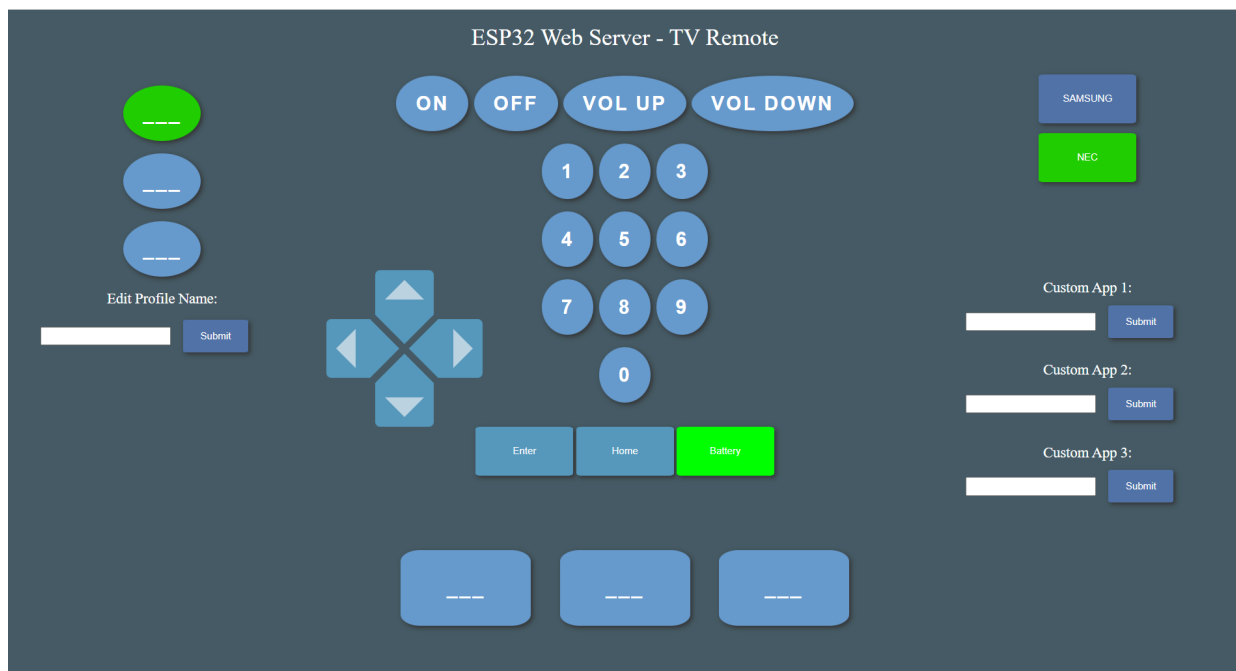 ESP32 Web Server - TV Remote
___
___
___
Edit Profile Name:
Submit
ON OFF VOL UP VOL DOWN
1 2 3
4 5 6
7 8 9
0
Enter Home Battery
___ ___ ___
SAMSUNG
NEC
Custom App 1:
Submit
Custom App 2:
Submit
Custom App 3:
Submit